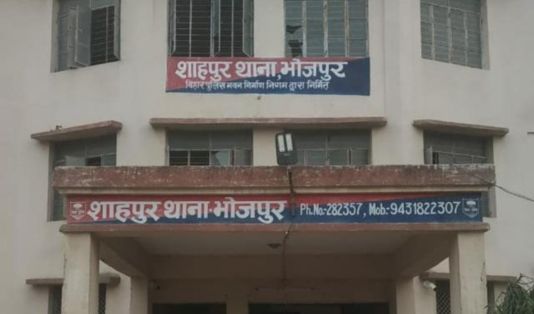 शाहपुर थाना, भोजपुर
बिहार पुलिस भवन निर्माण निगम द्वारा निर्मित
शाहपुर थाना-भोजपुर Ph.No.-282357, Mob:-9431822307